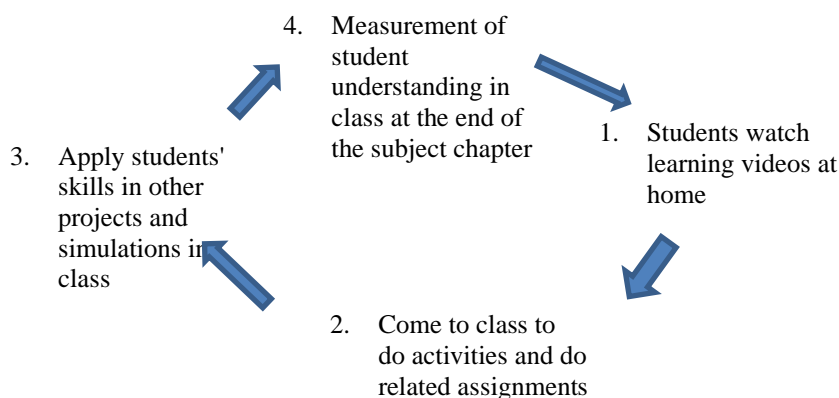 4. Measurement of
student
understanding in
class at the end of
the subject chapter
1. Students watch
learning videos at
home
3. Apply students'
skills in other
projects and
simulations in
class
2. Come to class to
do activities and do
related assignments